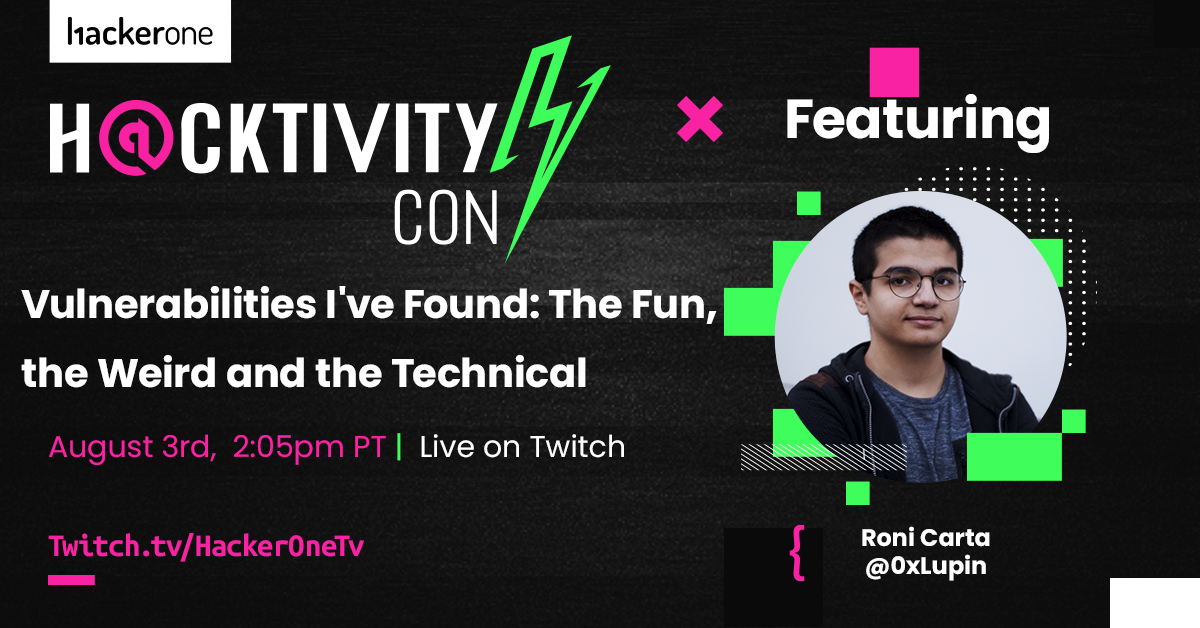 hackerone
H@CKTIVITY
CON
Featuring
Vulnerabilities I've Found: The Fun,
the Weird and the Technical
August 3rd, 2:05pm PT | Live on Twitch
Twitch.tv/Hacker0neTv
{ Roni Carta
@0xLupin